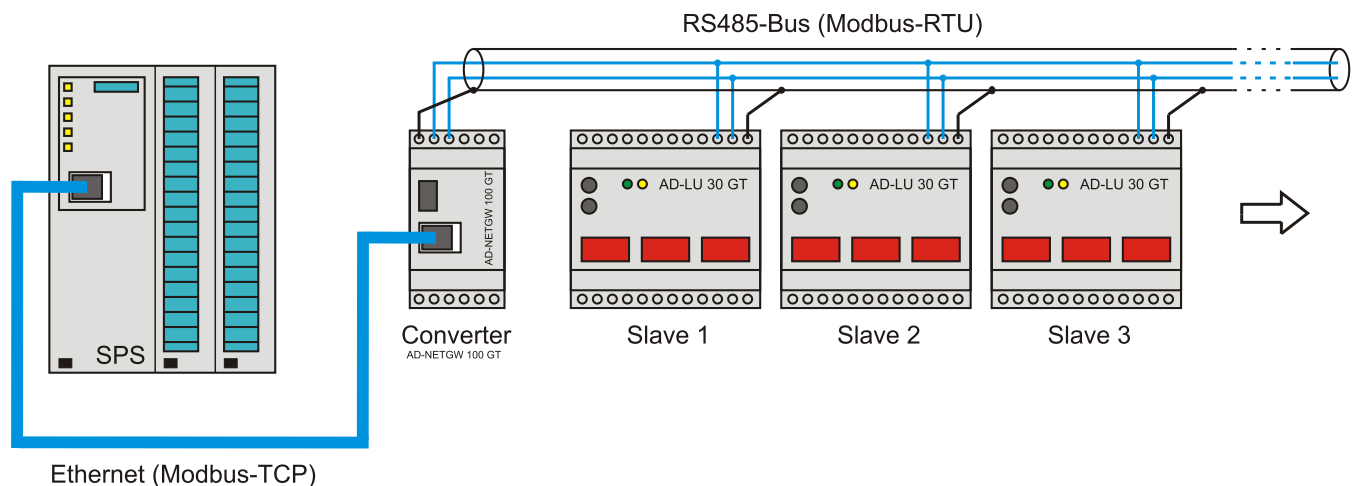 RS485-Bus (Modbus-RTU)
SPS
AD-NETGW 100 GT
AD-LU 30 GT
AD-LU 30 GT
AD-LU 30 GT
Converter
AD-NETGW 100 GT
Slave 1
Slave 2
Slave 3
Ethernet (Modbus-TCP)